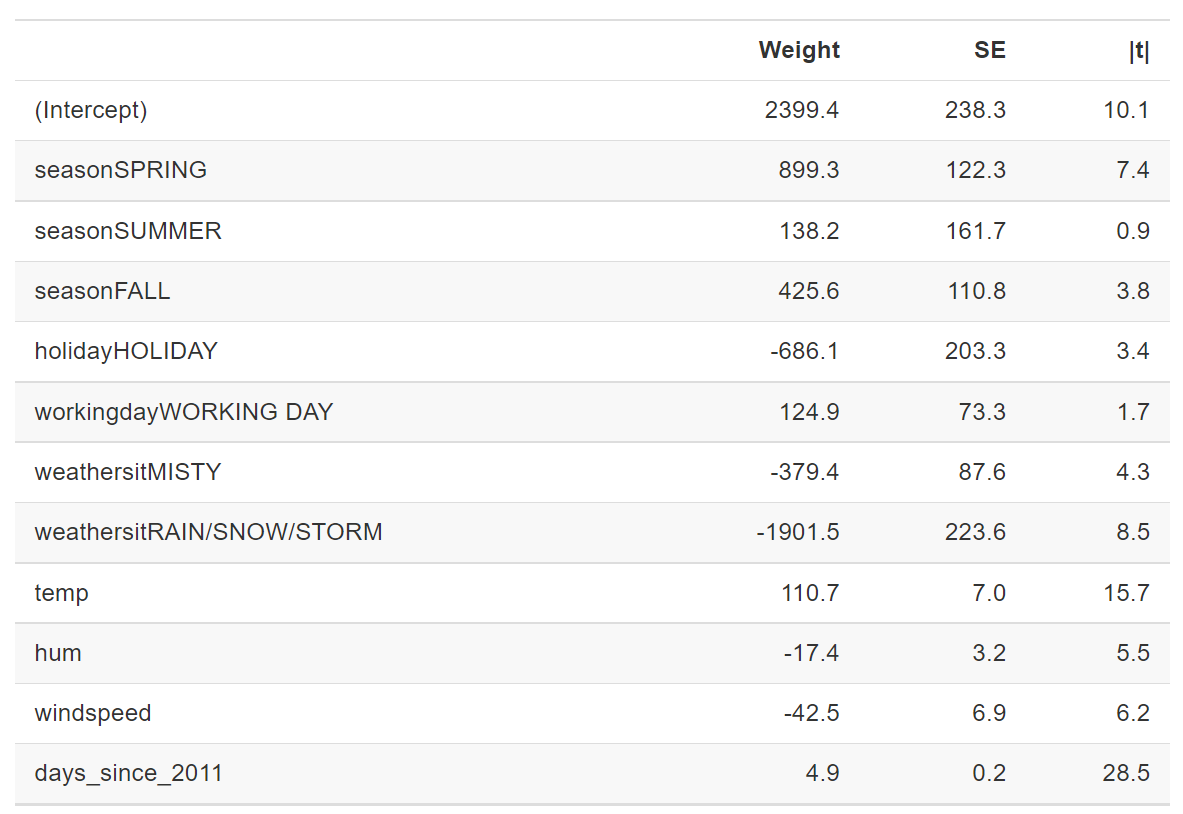 Weight SE |t|
(Intercept) 2399.4 238.3 10.1
seasonSPRING 899.3 122.3 7.4
seasonSUMMER 138.2 161.7 0.9
seasonFALL 425.6 110.8 3.8
holidayHOLIDAY -686.1 203.3 3.4
workingdayWORKING DAY 124.9 73.3 1.7
weathersitMISTY -379.4 87.6 4.3
weathersitRAIN/SNOW/STORM -1901.5 223.6 8.5
temp 110.7 7.0 15.7
hum -17.4 3.2 5.5
windspeed -42.5 6.9 6.2
days_since_2011 4.9 0.2 28.5